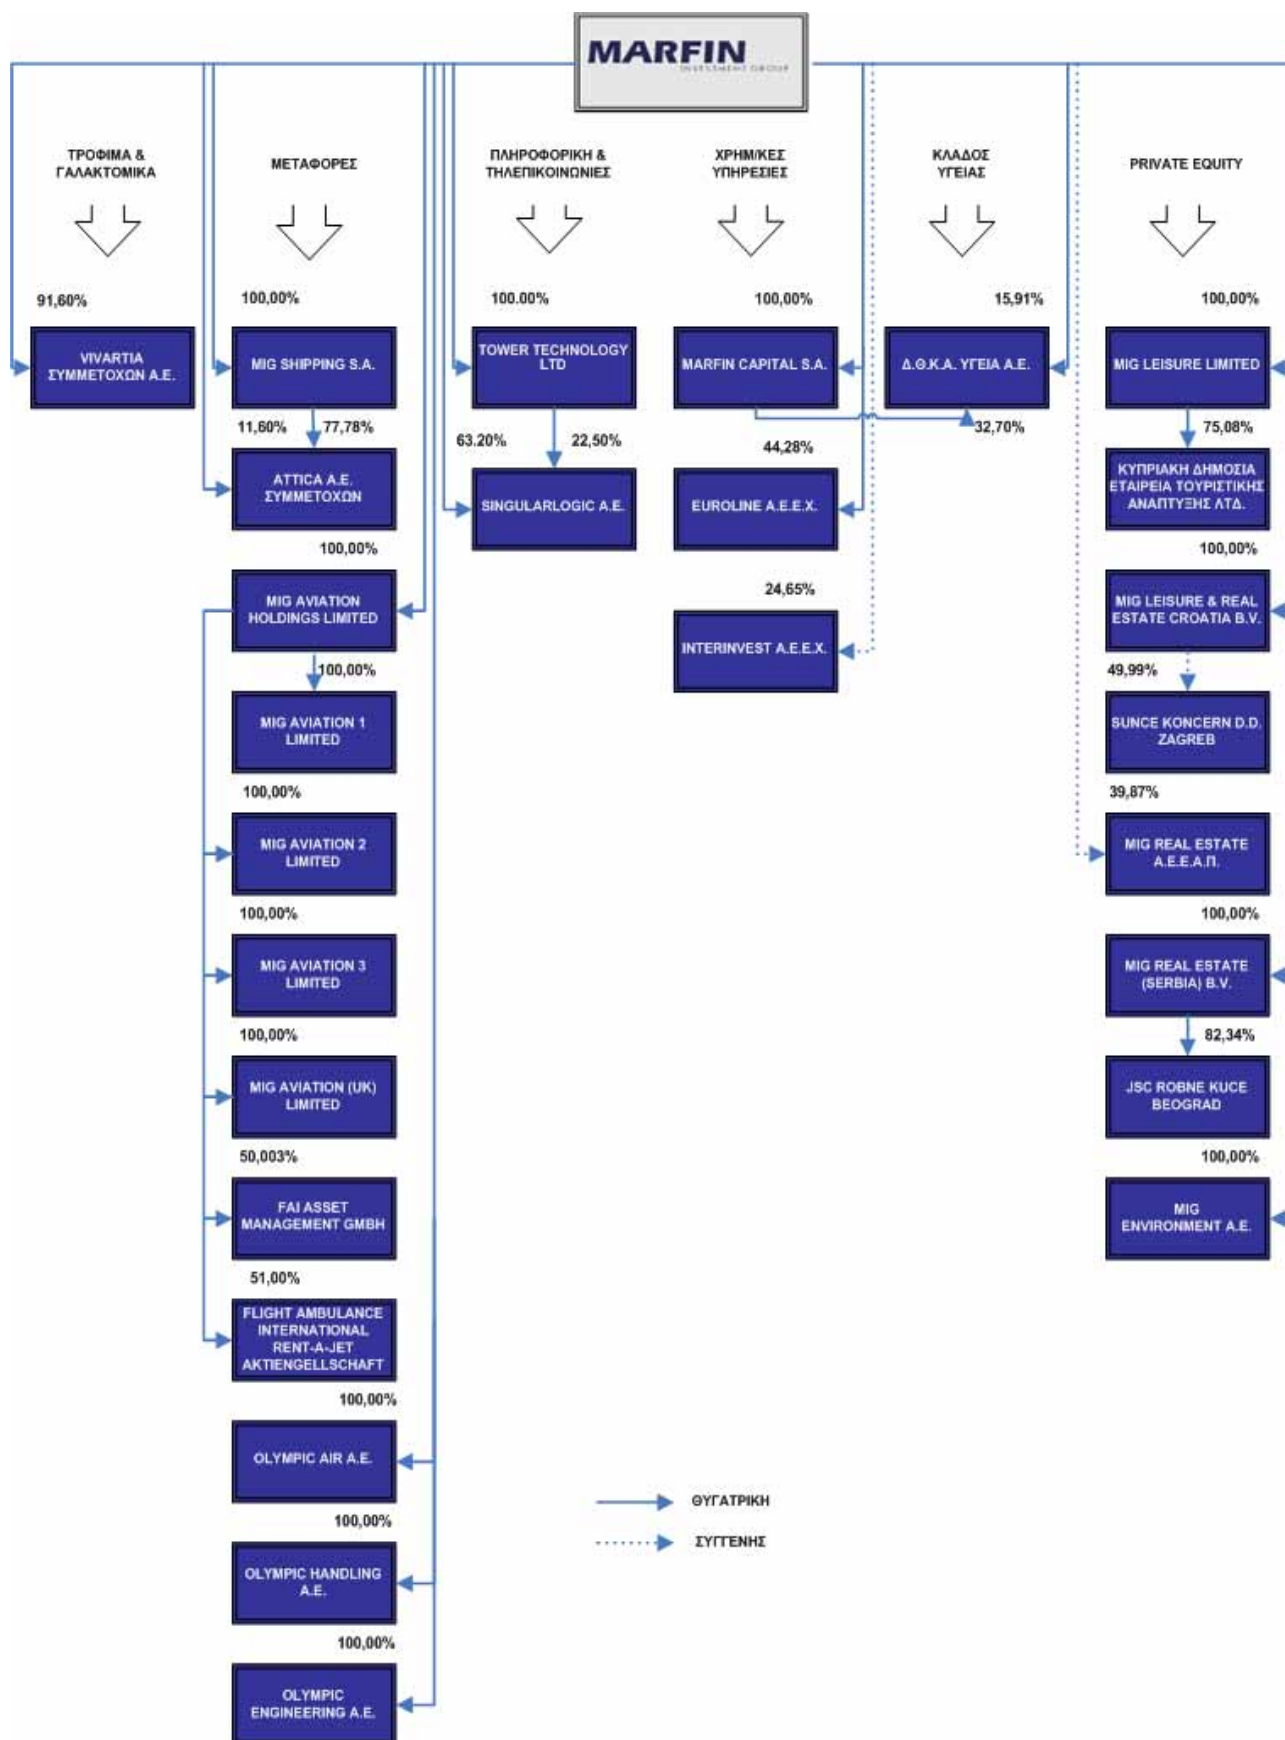 MARFIN
INVESTMENT GROUP
ΤΡΟΦΙΜΑ &
ΓΑΛΑΚΤΟΜΙΚΑ
ΜΕΤΑΦΟΡΕΣ
ΠΛΗΡΟΦΟΡΙΚΗ &
ΤΗΛΕΠΙΚΟΙΝΩΝΙΕΣ
ΧΡΗΜ/ΚΕΣ
ΥΠΗΡΕΣΙΕΣ
ΚΛΑΔΟΣ
ΥΓΕΙΑΣ
PRIVATE EQUITY
91,60%
VIVARTIA
ΣΥΜΜΕΤΟΧΩΝ Α.Ε.
100,00%
MIG SHIPPING S.A.
11,60%
77,78%
ATTICA Α.Ε.
ΣΥΜΜΕΤΟΧΩΝ
100,00%
MIG AVIATION
HOLDINGS LIMITED
100,00%
MIG AVIATION 1
LIMITED
100,00%
MIG AVIATION 2
LIMITED
100,00%
MIG AVIATION 3
LIMITED
100,00%
MIG AVIATION (UK)
LIMITED
50,003%
FAI ASSET
MANAGEMENT GMBH
51,00%
FLIGHT AMBULANCE
INTERNATIONAL
RENT-A-JET
AKTIENGELLSCHAFT
100,00%
OLYMPIC AIR Α.Ε.
100,00%
OLYMPIC HANDLING
Α.Ε.
100,00%
OLYMPIC
ENGINEERING Α.Ε.
100.00%
TOWER TECHNOLOGY
LTD
63.20%
22,50%
SINGULARLOGIC Α.Ε.
100,00%
MARFIN CAPITAL S.A.
44,28%
EUROLINE Α.Ε.Ε.Χ.
24,65%
INTERINVEST Α.Ε.Ε.Χ.
15,91%
Δ.Θ.Κ.Α. ΥΓΕΙΑ Α.Ε.
32,70%
100,00%
MIG LEISURE LIMITED
75,08%
ΚΥΠΡΙΑΚΗ ΔΗΜΟΣΙΑ
ΕΤΑΙΡΕΙΑ ΤΟΥΡΙΣΤΙΚΗΣ
ΑΝΑΠΤΥΞΗΣ ΛΤΔ.
100,00%
MIG LEISURE & REAL
ESTATE CROATIA B.V.
49,99%
SUNCE KONCERN D.D.
ZAGREB
39,87%
MIG REAL ESTATE
Α.Ε.Ε.Α.Π.
100,00%
MIG REAL ESTATE
(SERBIA) B.V.
82,34%
JSC ROBNE KUCE
BEOGRAD
100,00%
MIG
ENVIRONMENT Α.Ε.
ΘΥΓΑΤΡΙΚΗ
ΣΥΓΓΕΝΗΣ